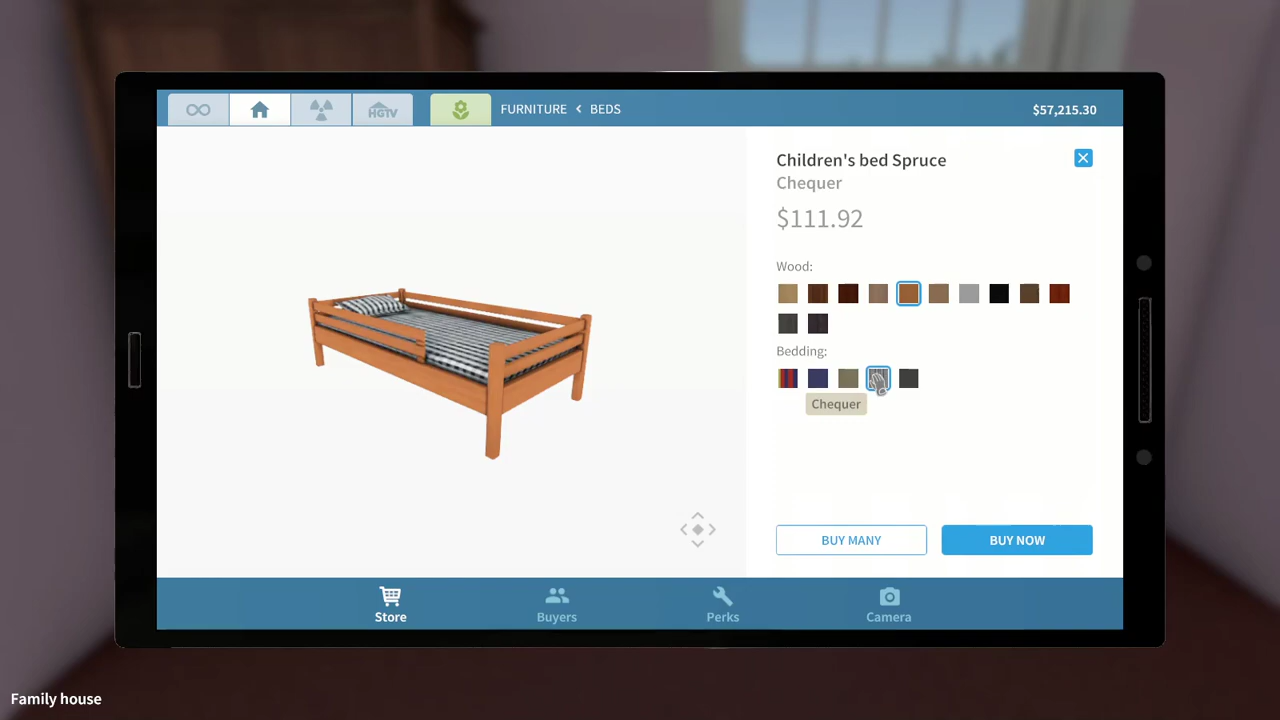 HGTV
FURNITURE < BEDS
$57,215.30
Children's bed Spruce
Chequer
$111.92
Wood:
Bedding:
Chequer
BUY MANY
BUY NOW
Store
Buyers
Perks
Camera
Family house